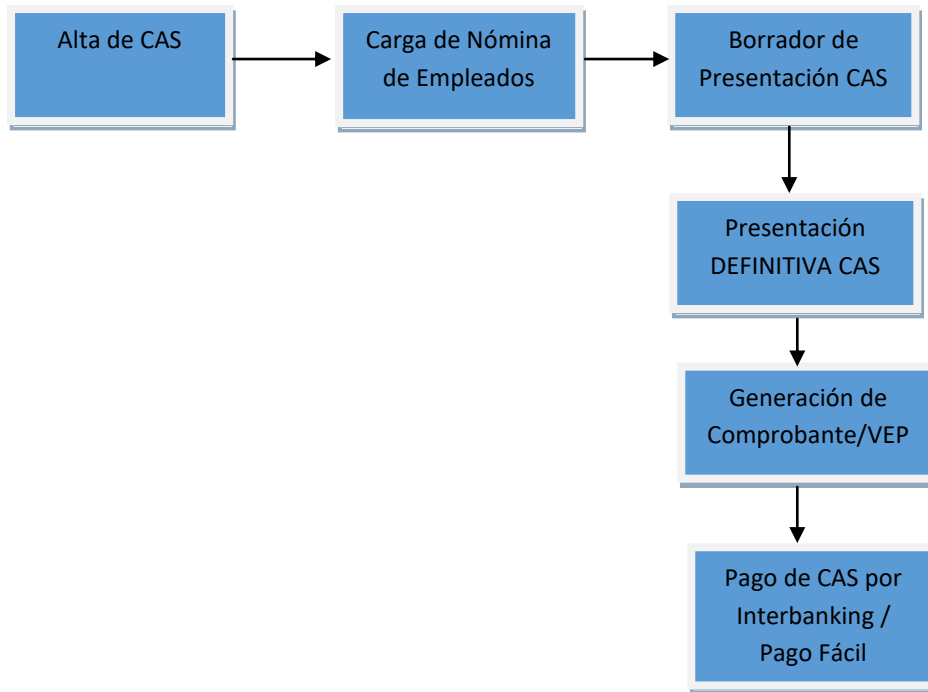 Alta de CAS
Carga de Nómina
de Empleados
Borrador de
Presentación CAS
Presentación
DEFINITIVA CAS
Generación de
Comprobante/VEP
Pago de CAS por
Interbanking /
Pago Fácil